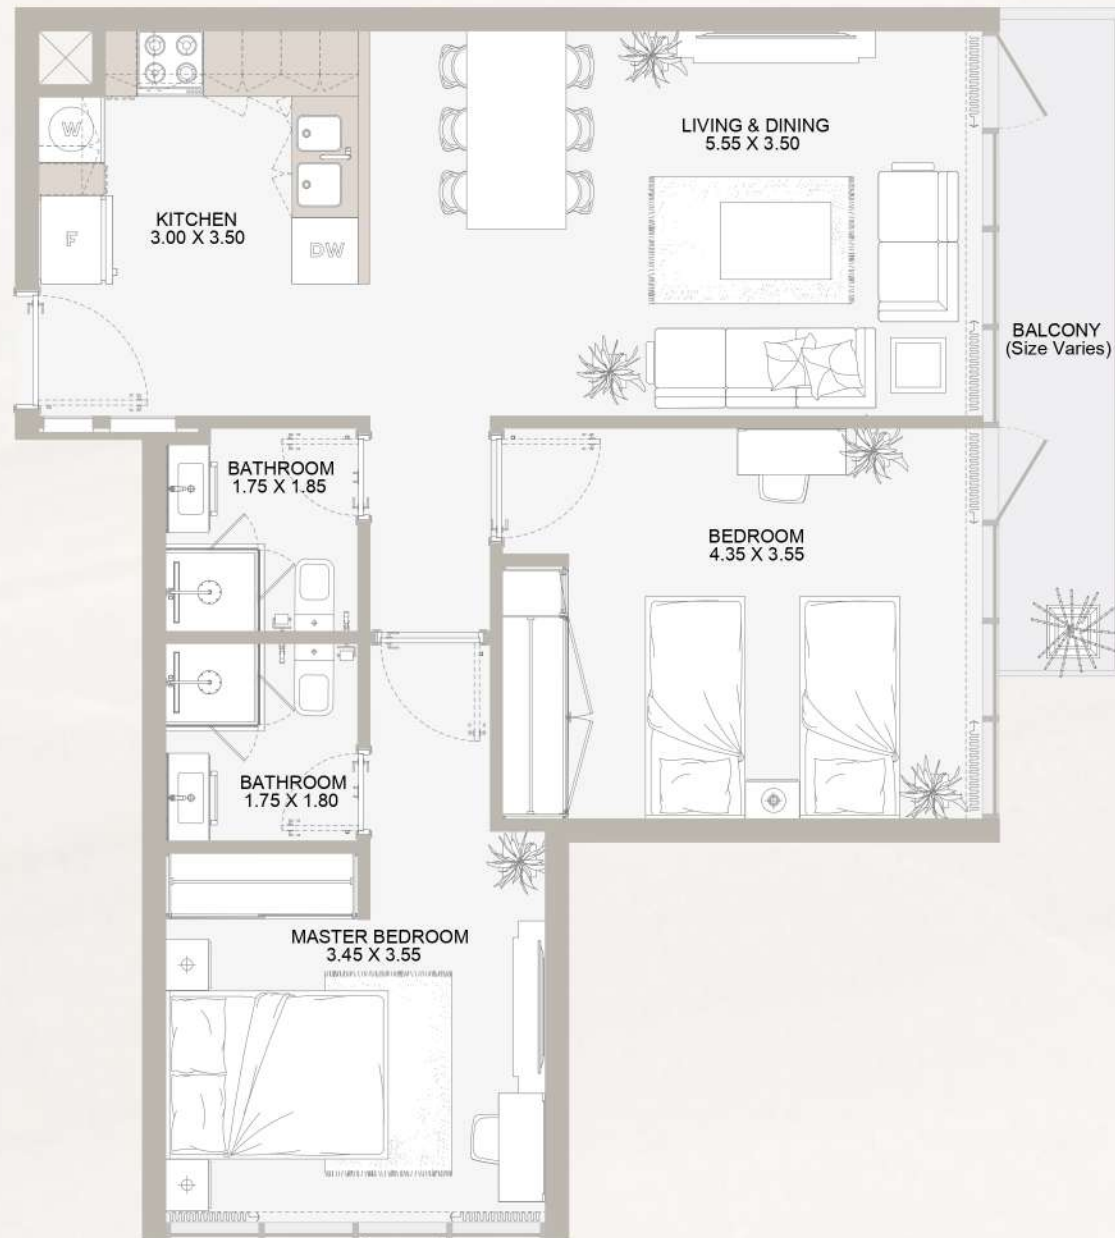 LIVING & DINING
5.55 X 3.50
W
KITCHEN
3.00 X 3.50
F
DW
BALCONY
(Size Varies)
BATHROOM
1.75 X 1.85
BEDROOM
4.35 X 3.55
BATHROOM
1.75 X 1.80
MASTER BEDROOM
3.45 X 3.55